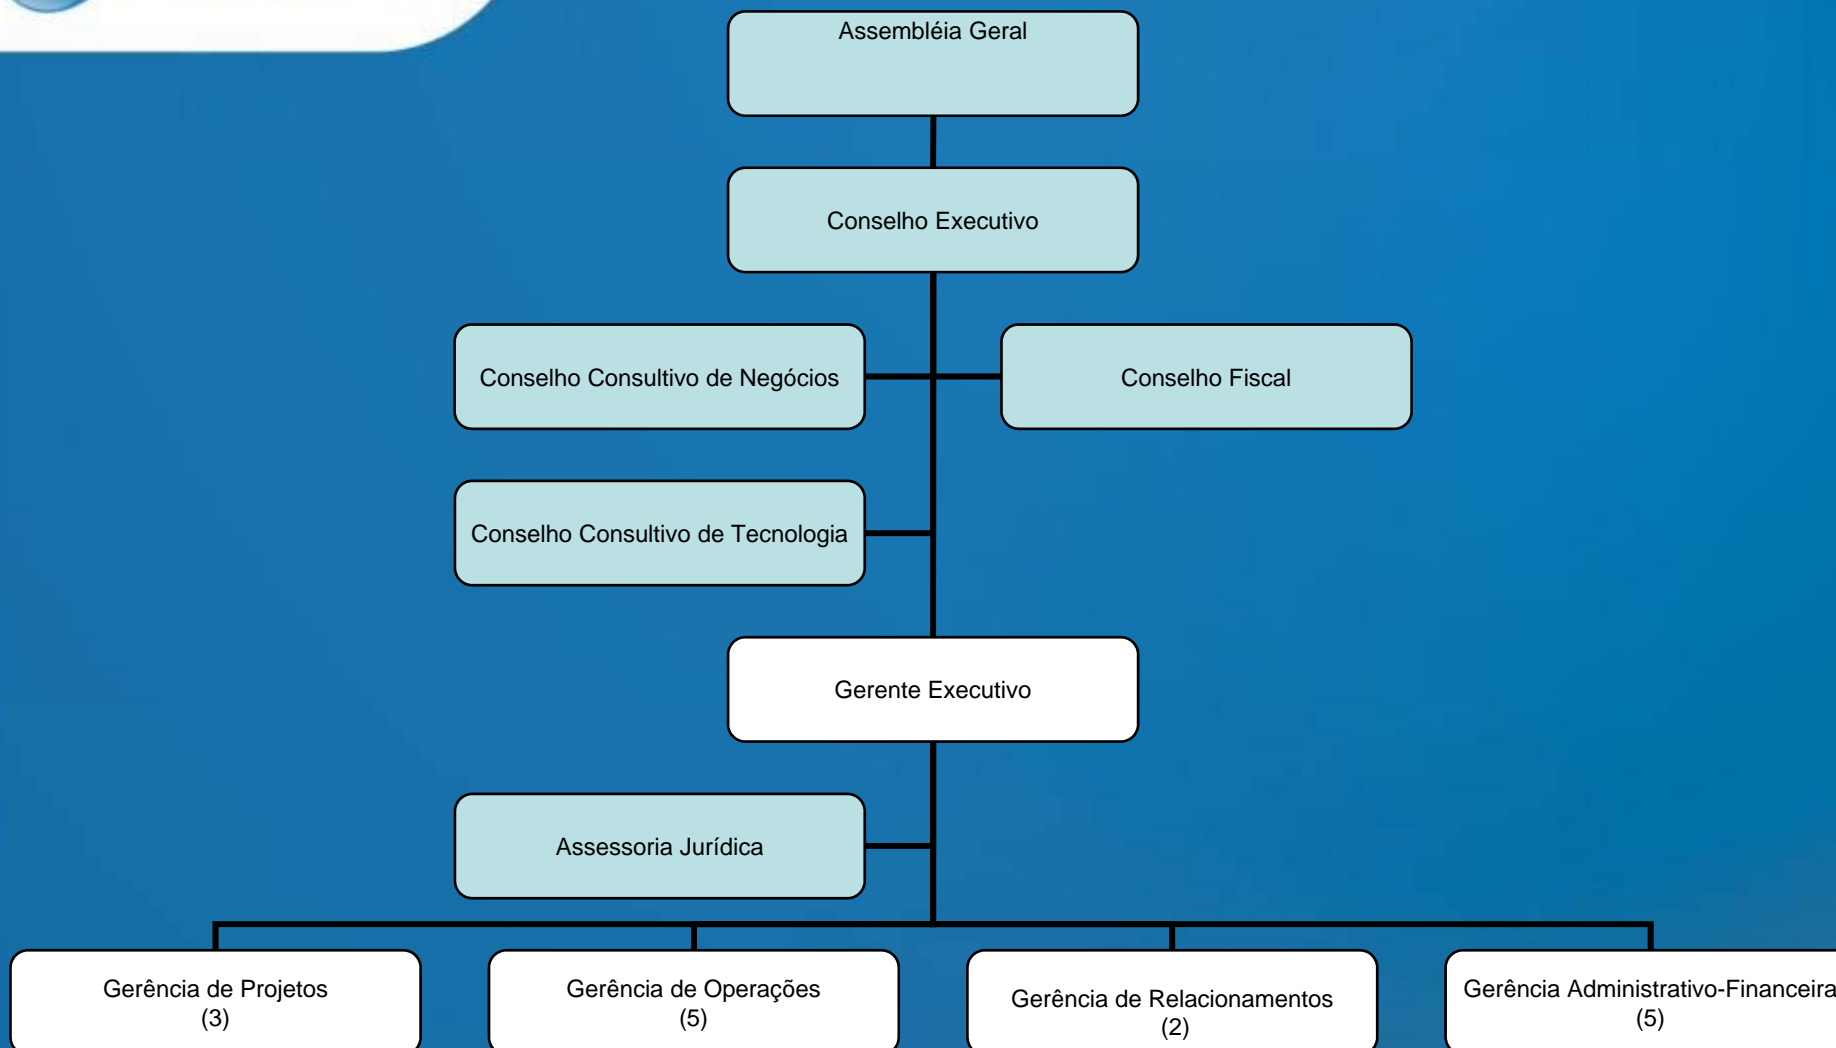 Assembléia Geral
Conselho Executivo
Conselho Consultivo de Negócios
Conselho Fiscal
Conselho Consultivo de Tecnologia
Gerente Executivo
Assessoria Jurídica
Gerência de Projetos
(3)
Gerência de Operações
(5)
Gerência de Relacionamentos
(2)
Gerência Administrativo-Financeira
(5)